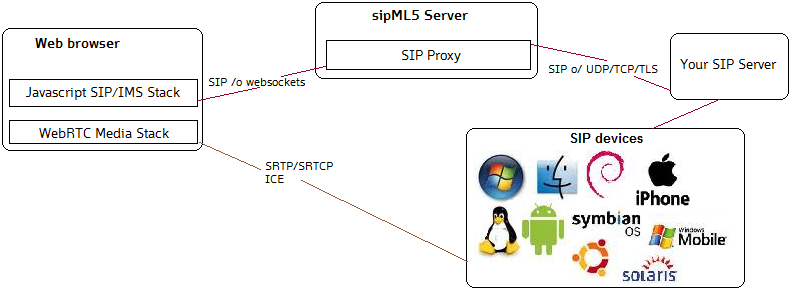 sipML5 Server
Web browser
SIP Proxy
Your SIP Server
SIP o/ UDP/TCP/TLS
SIP /o websockets
Javascript SIP/IMS Stack
WebRTC Media Stack
SIP devices
SRTP/SRTCP
ICE
iPhone
symbian
OS
Windows
Mobile
solaris